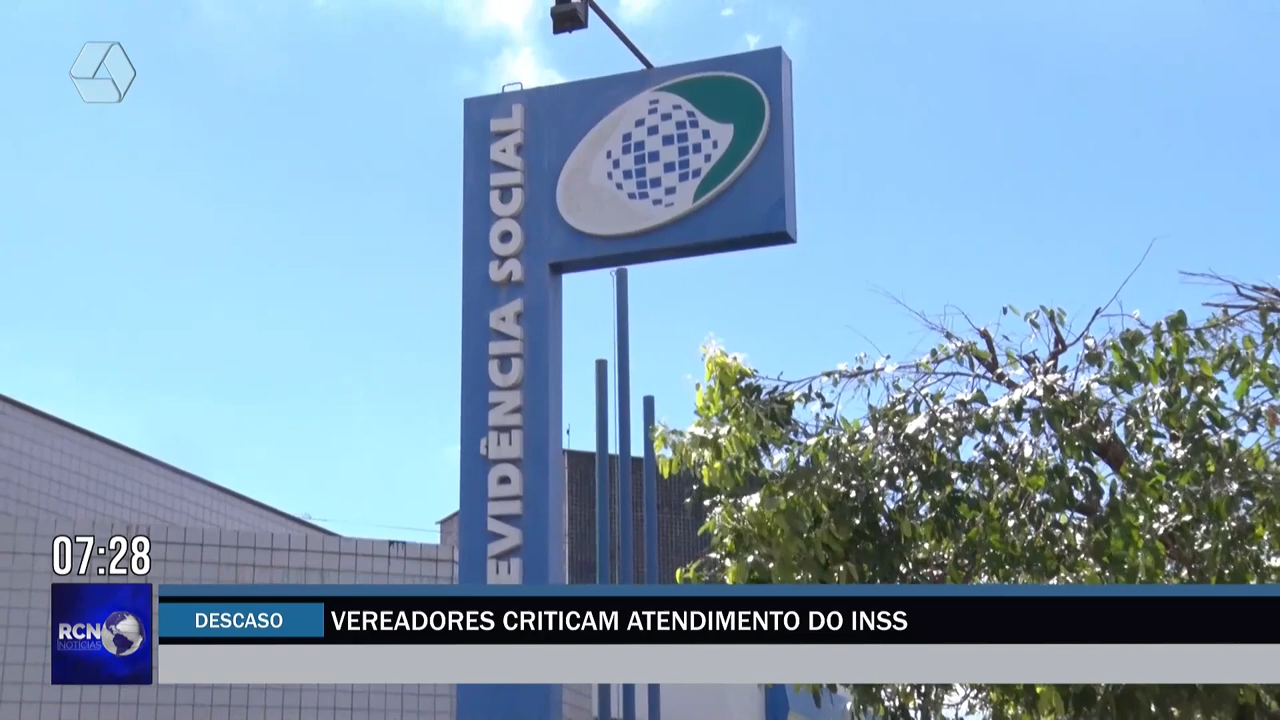 EVIDÊNCIA SOCIAL
07:28
RCN
NOTÍCIAS
DESCASO
VEREADORES CRITICAM ATENDIMENTO DO INSS